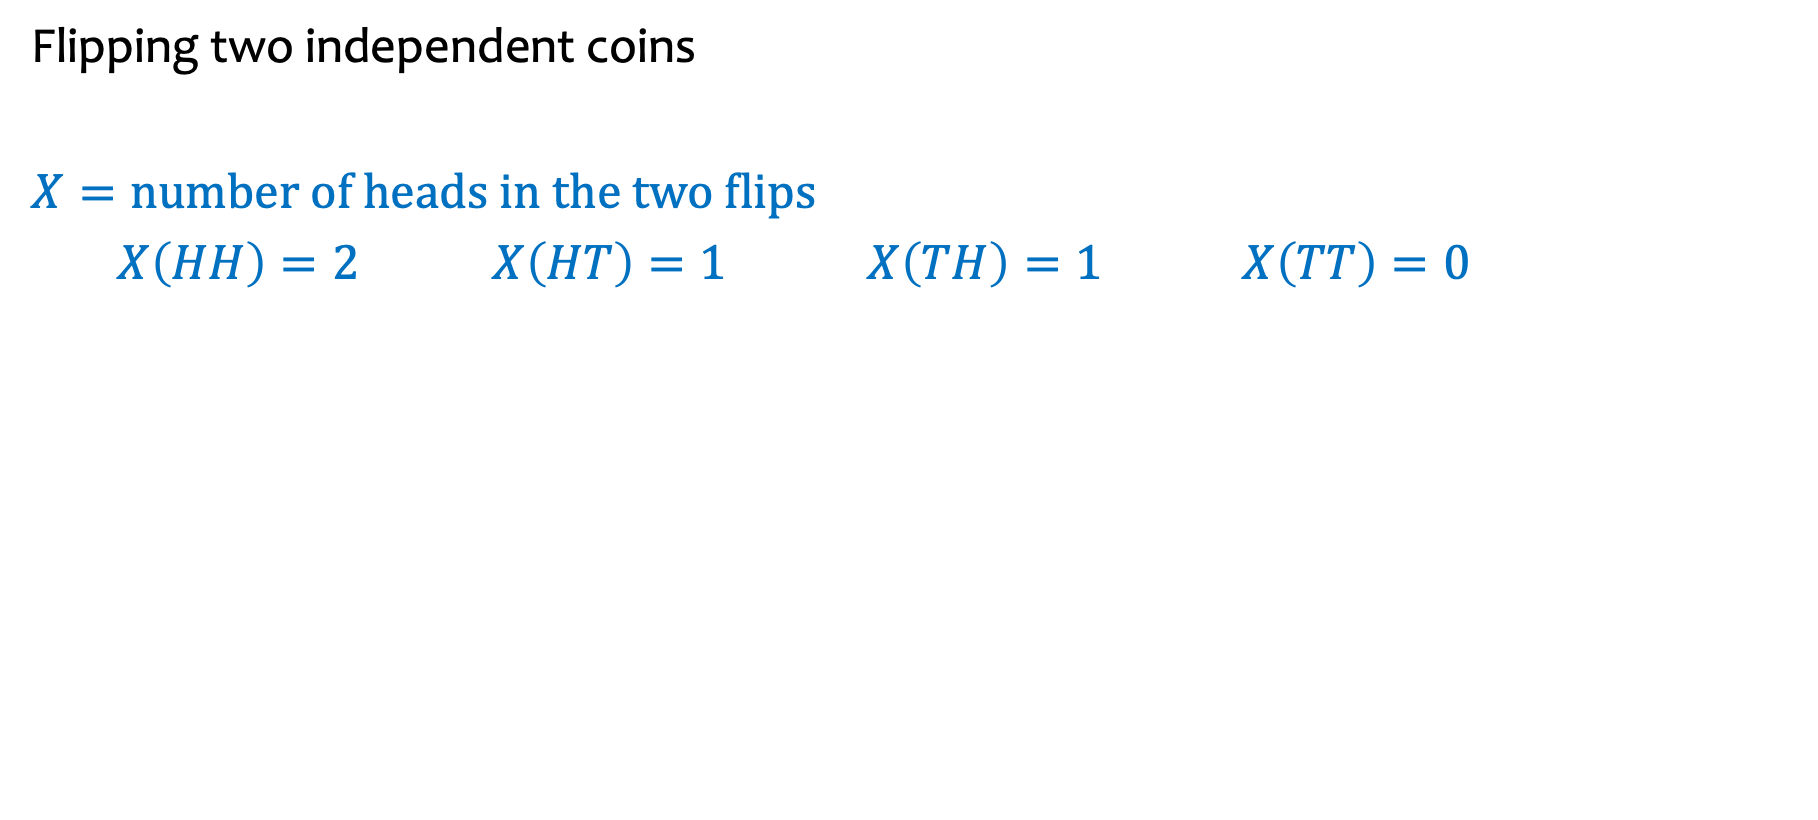 Flipping two independent coins
X = number of heads in the two flips
X(HH) = 2 X(HT) = 1 X(TH) = 1 X(TT) = 0